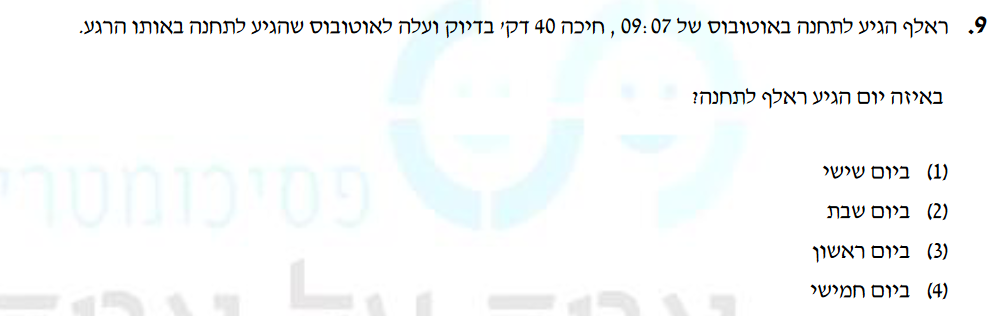 9. ראלף הגיע לתחנה באוטובוס של 09:07 , חיכה 40 דק' בדיוק ועלה לאוטובוס שהגיע לתחנה באותו הרגע.
באיזה יום הגיע ראלף לתחנה?
(1) ביום שישי
(2) ביום שבת
(3) ביום ראשון
(4) ביום חמישי
פסיכומטרי